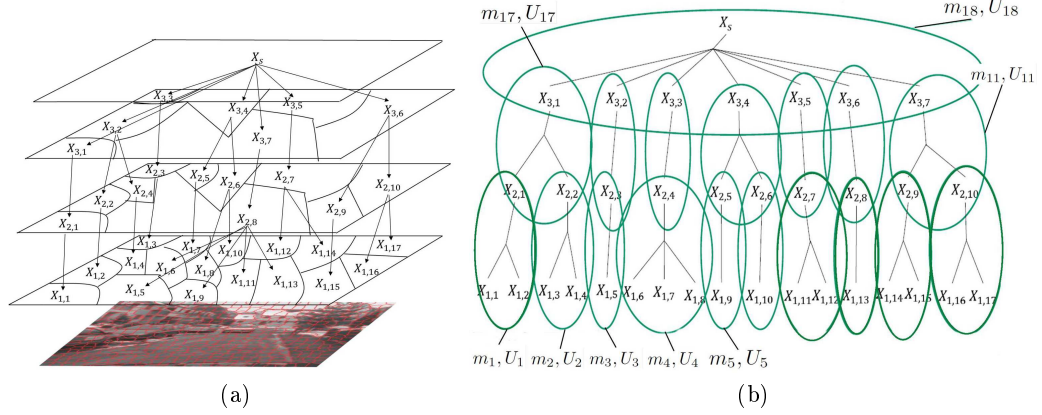 $X_s$
$X_{3,3}$ $X_{3,4}$ $X_{3,5}$ $X_{3,6}$
$X_{3,2}$
$X_{3,1}$ $X_{3,7}$
$X_{2,3}$ $X_{2,5}$ $X_{2,6}$ $X_{2,7}$ $X_{2,10}$
$X_{2,4}$
$X_{2,2}$ $X_{2,9}$
$X_{2,1}$ $X_{2,8}$
$X_{1,3}$ $X_{1,7}$ $X_{1,10}$ $X_{1,12}$ $X_{1,14}$ $X_{1,17}$
$X_{1,4}$ $X_{1,6}$ $X_{1,8}$ $X_{1,16}$
$X_{1,2}$ $X_{1,11}$ $X_{1,13}$ $X_{1,15}$
$X_{1,1}$ $X_{1,5}$ $X_{1,9}$
(a)
$m_{17}, U_{17}$ $m_{18}, U_{18}$
$X_s$
$m_{11}, U_{11}$
$X_{3,1}$ $X_{3,2}$ $X_{3,3}$ $X_{3,4}$ $X_{3,5}$ $X_{3,6}$ $X_{3,7}$
$X_{2,1}$ $X_{2,2}$ $X_{2,3}$ $X_{2,4}$ $X_{2,5}$ $X_{2,6}$ $X_{2,7}$ $X_{2,8}$ $X_{2,9}$ $X_{2,10}$
$X_{1,1}$ $X_{1,2}$ $X_{1,3}$ $X_{1,4}$ $X_{1,5}$ $X_{1,6}$ $X_{1,7}$ $X_{1,8}$ $X_{1,9}$ $X_{1,10}$ $X_{1,11}$ $X_{1,12}$ $X_{1,13}$ $X_{1,14}$ $X_{1,15}$ $X_{1,16}$ $X_{1,17}$
$m_1, U_1$ $m_2, U_2$ $m_3, U_3$ $m_4, U_4$ $m_5, U_5$
(b)